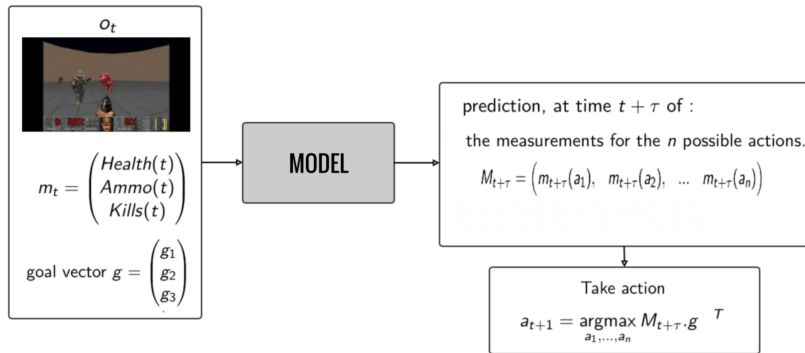 o_t
m_t = (Health(t)
Ammo(t)
Kills(t))
goal vector g = (g_1
g_2
g_3)
MODEL
prediction, at time t + τ of :
the measurements for the n possible actions.
M_{t+τ} = (m_{t+τ}(a_1), m_{t+τ}(a_2), ... m_{t+τ}(a_n))
Take action
a_{t+1} = argmax M_{t+τ}.g T
a_1,...,a_n